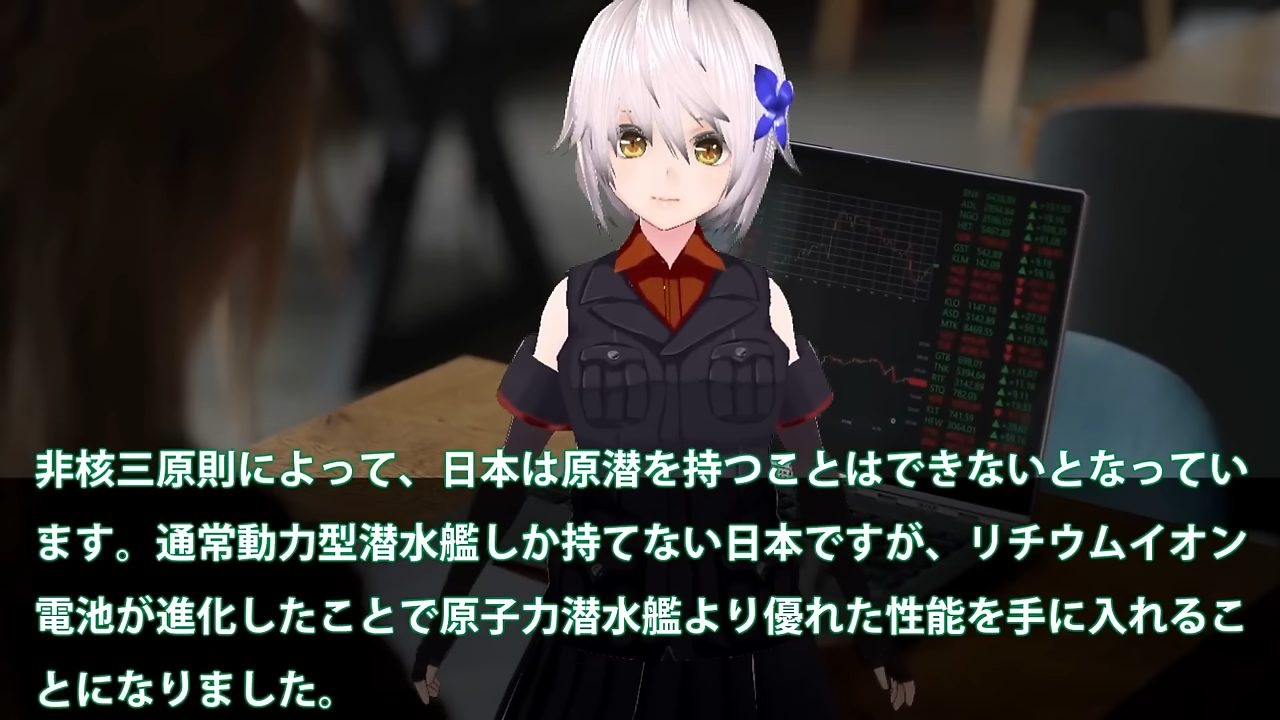 非核三原則によって、日本は原潜を持つことはできないとなってい
ます。通常動力型潜水艦しか持てない日本ですが、リチウムイオン
電池が進化したことで原子力潜水艦より優れた性能を手に入れるこ
とになりました。